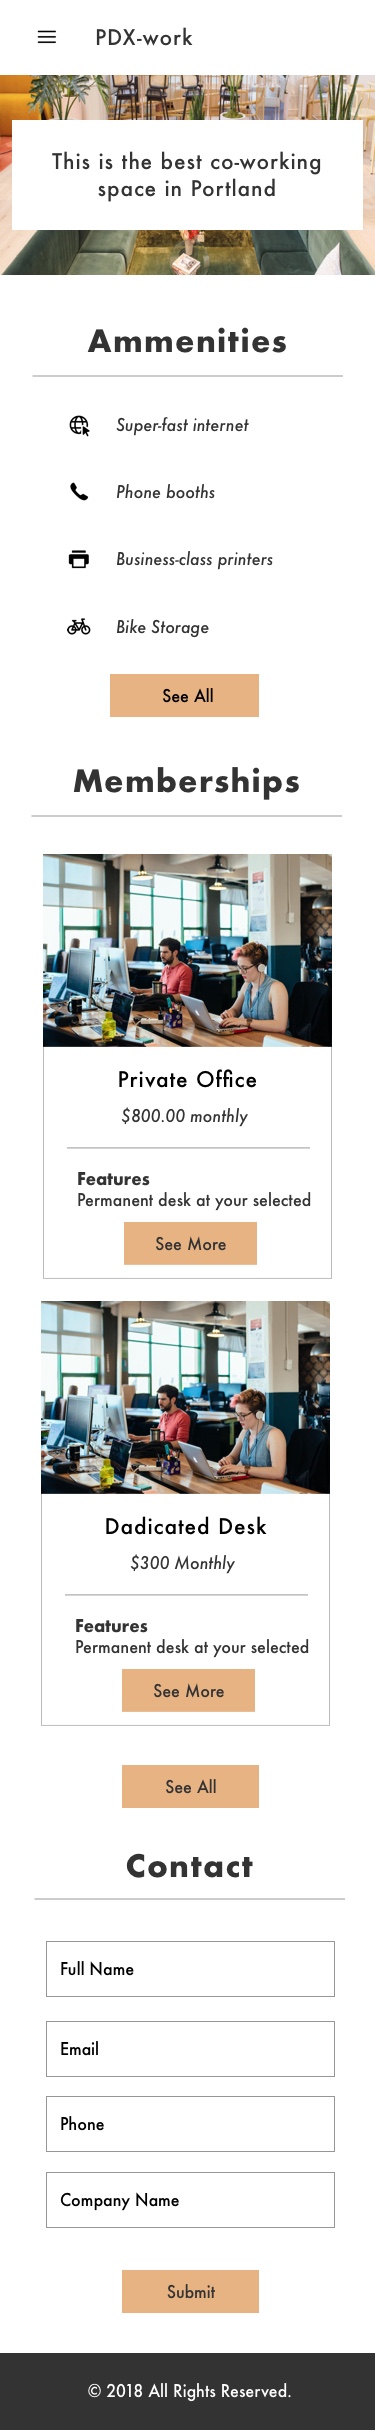 PDX-work
This is the best co-working
space in Portland
Ammenities
Super-fast internet
Phone booths
Business-class printers
Bike Storage
See All
Memberships
Private Office
$800.00 monthly
Features
Permanent desk at your selected
See More
Dadicated Desk
$300 Monthly
Features
Permanent desk at your selected
See More
See All
Contact
Full Name
Email
Phone
Company Name
Submit
© 2018 All Rights Reserved.